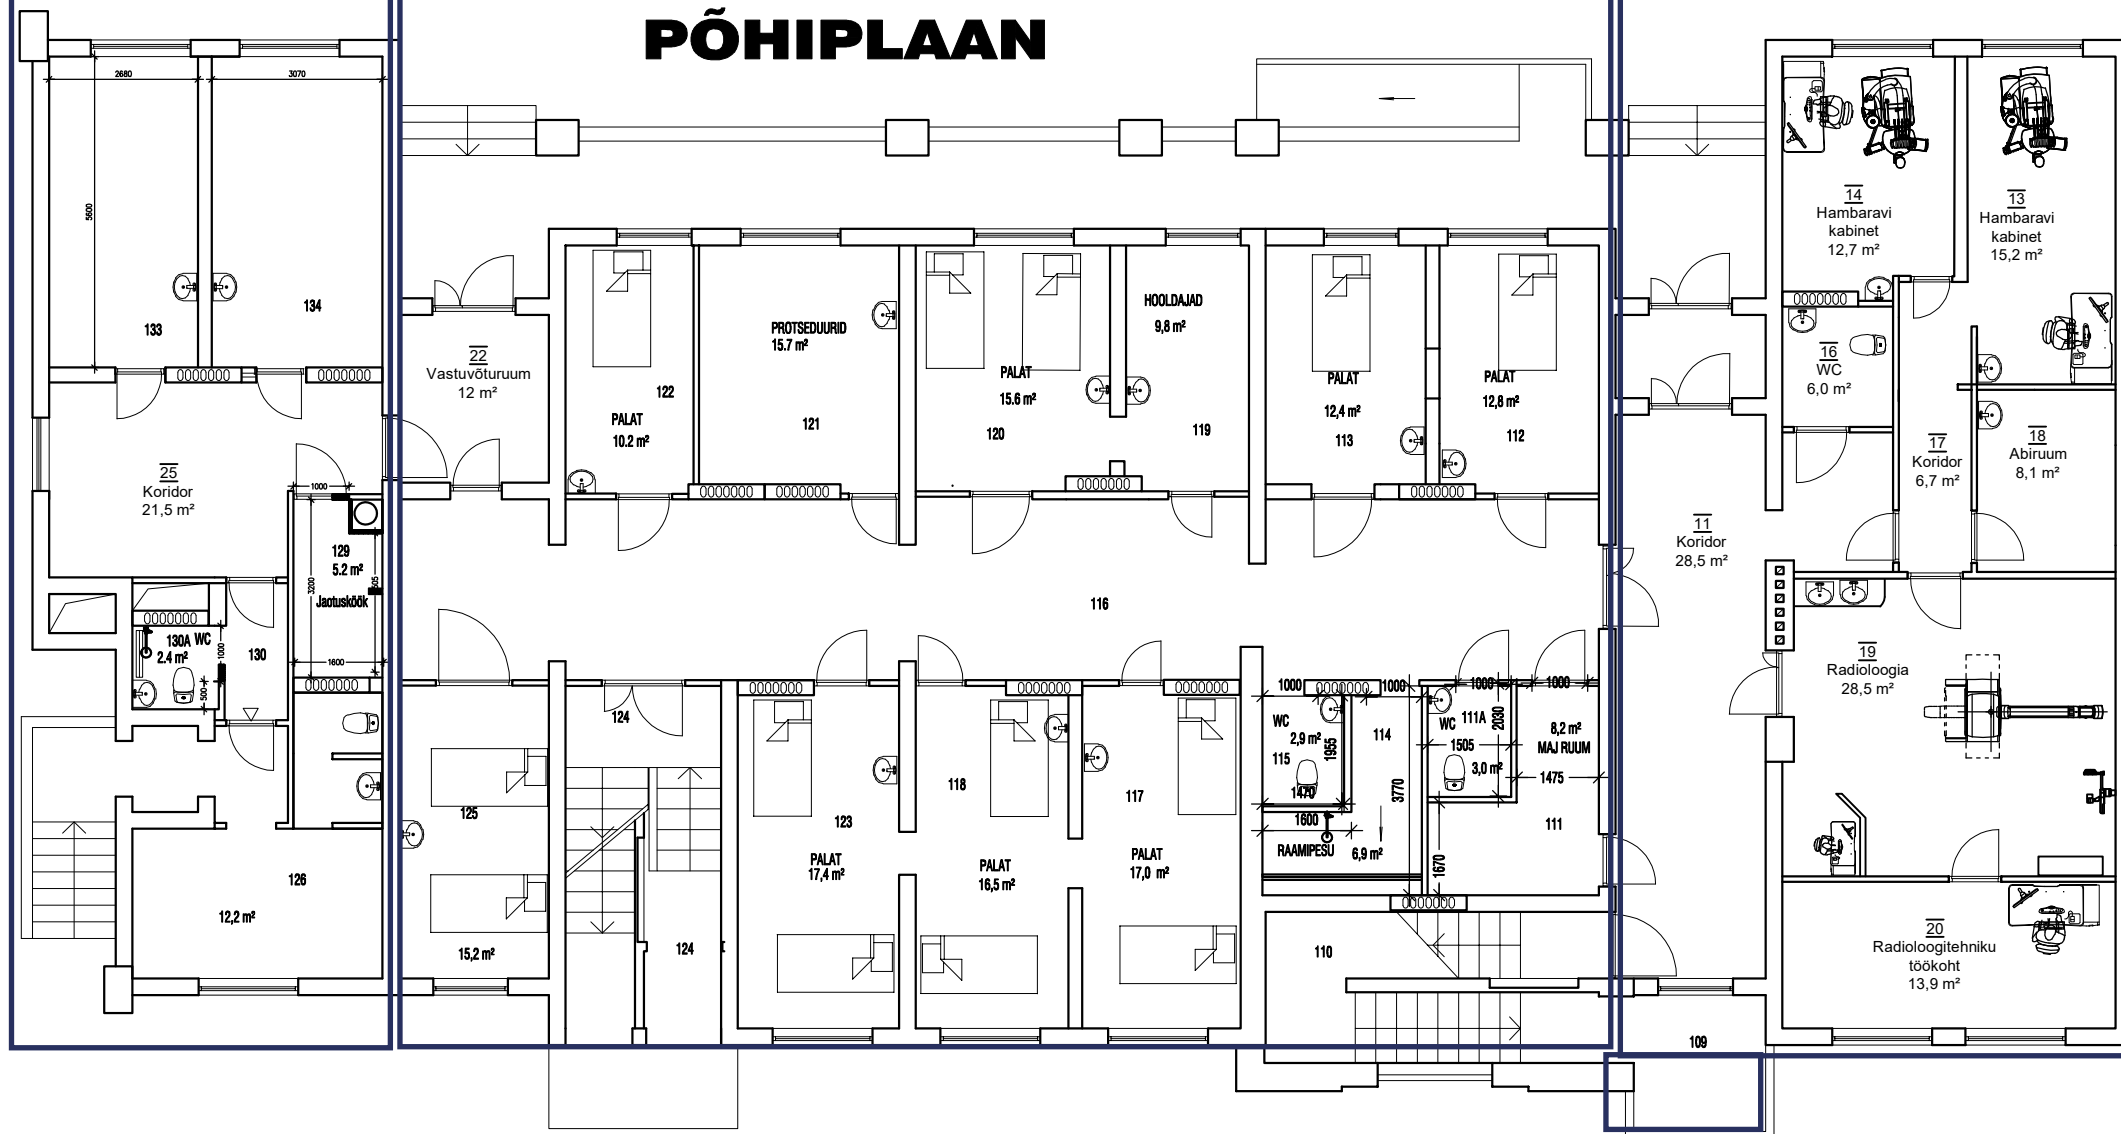 PÕHIPLAAN
2680
3070
5600
133
134
25
Koridor
21,5 m²
1000
129
5.2 m²
3200
Jaotusköök
1600
130A WC
2.4 m²
1000
500
130
126
12,2 m²
22
Vastuvõturuum
12 m²
122
PALAT
10.2 m²
PROTSEDUURID
15.7 m²
121
PALAT
15.6 m²
120
HOOLDAJAD
9,8 m²
119
PALAT
12,4 m²
113
PALAT
12,8 m²
112
116
125
15,2 m²
124
124
123
PALAT
17,4 m²
118
PALAT
16,5 m²
117
PALAT
17,0 m²
1000
1000
WC
2,9 m²
115
1955
1470
1600
RAAMIPESU
6,9 m²
114
3770
1000
1000
WC
111A
2030
1505
3,0 m²
8,2 m²
MAJ RUUM
1475
111
1670
110
109
14
Hambaravi
kabinet
12,7 m²
13
Hambaravi
kabinet
15,2 m²
16
WC
6,0 m²
17
Koridor
6,7 m²
18
Abiruum
8,1 m²
11
Koridor
28,5 m²
19
Radioloogia
28,5 m²
20
Radioloogitehniku
töökoht
13,9 m²